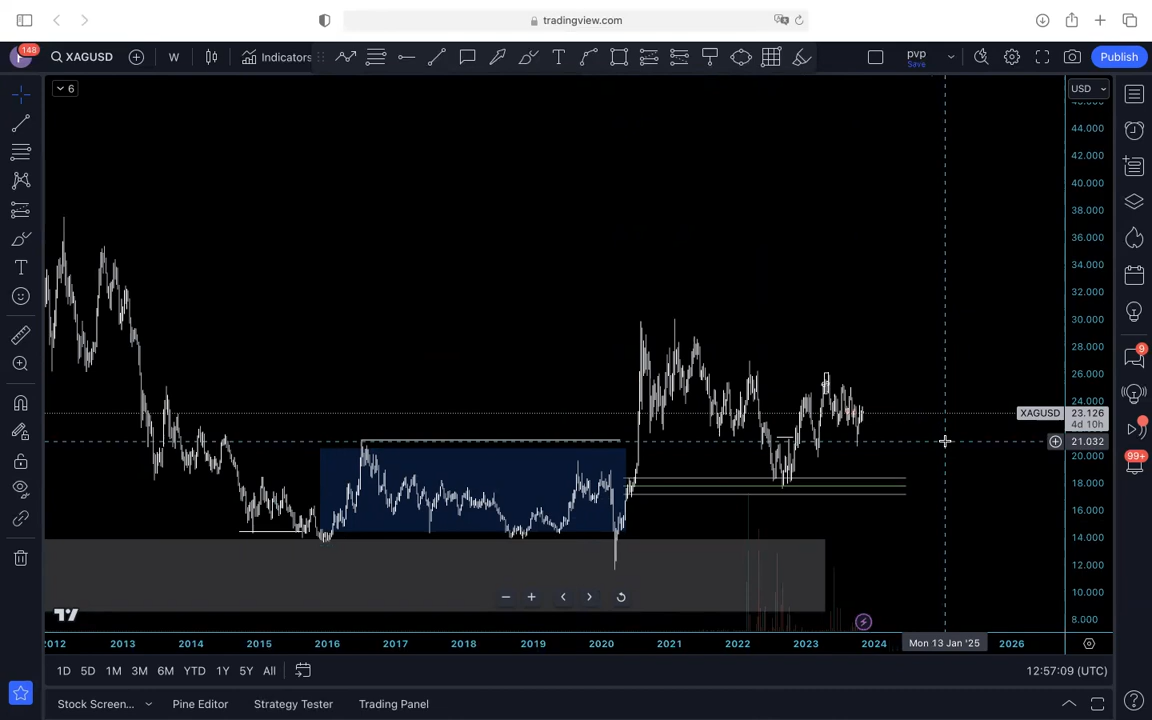 tradingview.com
148
XAGUSD
W
Indicators
pvp
Save
Publish
6
USD
44.000
42.000
40.000
38.000
36.000
34.000
32.000
30.000
28.000
26.000
24.000
XAGUSD 23.126
4d 10h
21.032
20.000
18.000
16.000
14.000
12.000
10.000
8.000
9
99+
2012 2013 2014 2015 2016 2017 2018 2019 2020 2021 2022 2023 2024 Mon 13 Jan '25 2026
1D 5D 1M 3M 6M YTD 1Y 5Y All
12:57:09 (UTC)
Stock Screen... Pine Editor Strategy Tester Trading Panel